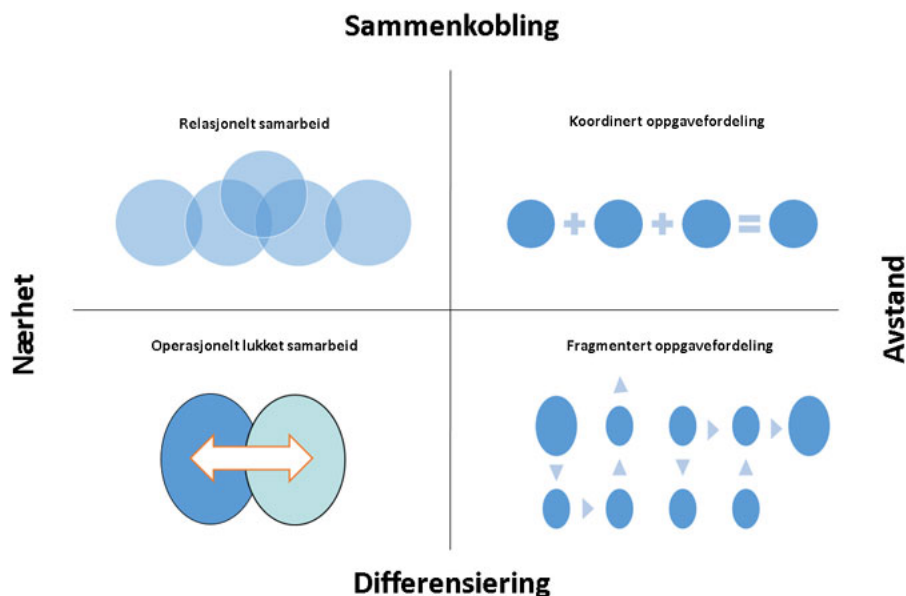 Sammenkobling
Relasjonelt samarbeid
Koordinert oppgavefordeling
Nærhet
Avstand
Operasjonelt lukket samarbeid
Fragmentert oppgavefordeling
Differensiering